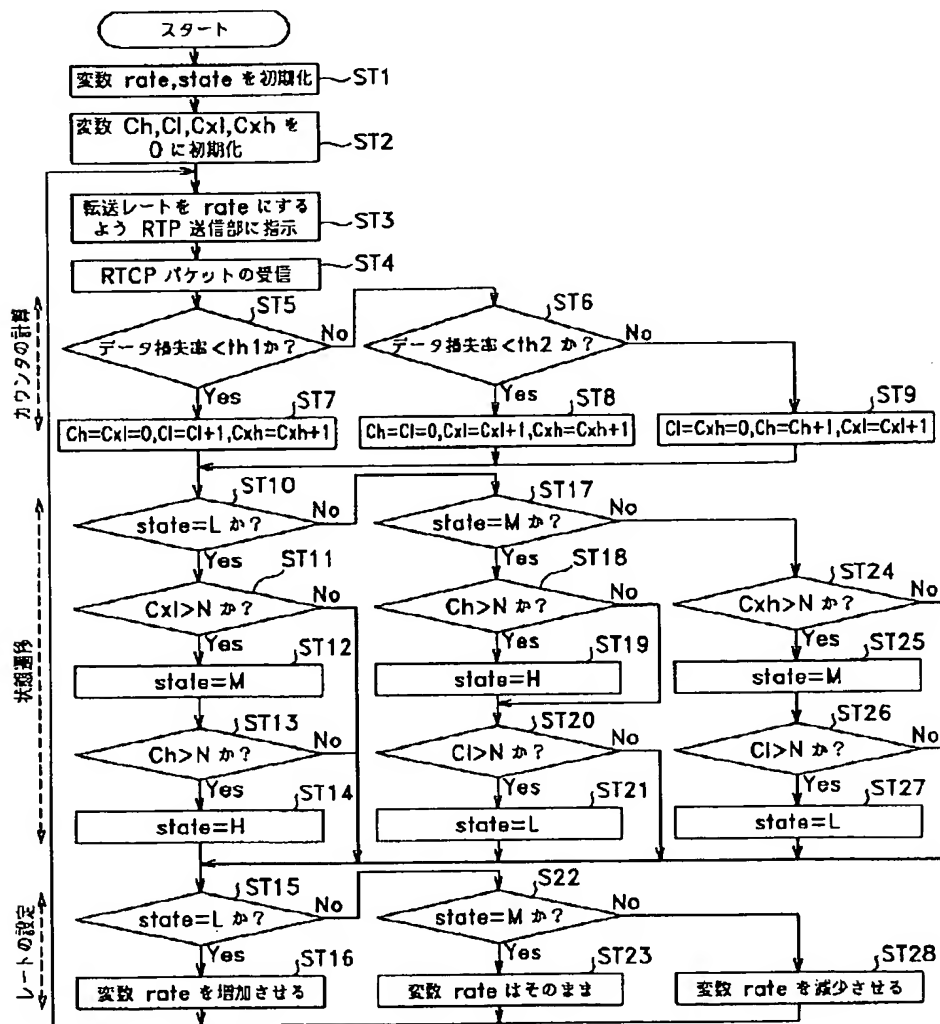 スタート
変数 rate,state を初期化
ST1
変数 Ch,Cl,Cxl,Cxh を
0 に初期化
ST2
転送レートを rate にする
よう RTP 送信部に指示
ST3
RTCP パケットの受信
ST4
カウンタの計算
ST5
データ損失率<th1か?
No
Yes
ST6
データ損失率<th2 か?
No
Yes
ST7
Ch=Cxl=0,Cl=Cl+1,Cxh=Cxh+1
ST8
Ch=Cl=0,Cxl=Cxl+1,Cxh=Cxh+1
ST9
Cl=Cxh=0,Ch=Ch+1,Cxl=Cxl+1
状態遷移
ST10
state=L か?
No
Yes
ST17
state=M か?
No
Yes
ST11
Cxl>N か?
No
Yes
ST18
Ch>N か?
No
Yes
ST24
Cxh>N か?
No
Yes
ST12
state=M
ST19
state=H
ST25
state=M
ST13
Ch>N か?
No
Yes
ST20
Cl>N か?
No
Yes
ST26
Cl>N か?
No
Yes
ST14
state=H
ST21
state=L
ST27
state=L
レートの設定
ST15
state=L か?
No
Yes
S22
state=M か?
No
Yes
ST16
変数 rate を増加させる
ST23
変数 rate はそのまま
ST28
変数 rate を減少させる